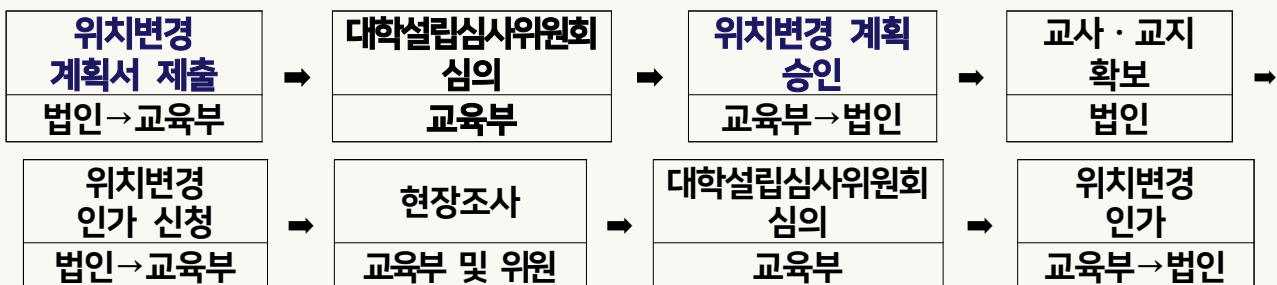 위치변경
계획서 제출
➡
대학설립심사위원회
심의
➡
위치변경 계획
승인
➡
교사 · 교지
확보
➡
법인→교육부
교육부
교육부→법인
법인
위치변경
인가 신청
➡
현장조사
➡
대학설립심사위원회
심의
➡
위치변경
인가
법인→교육부
교육부 및 위원
교육부
교육부→법인